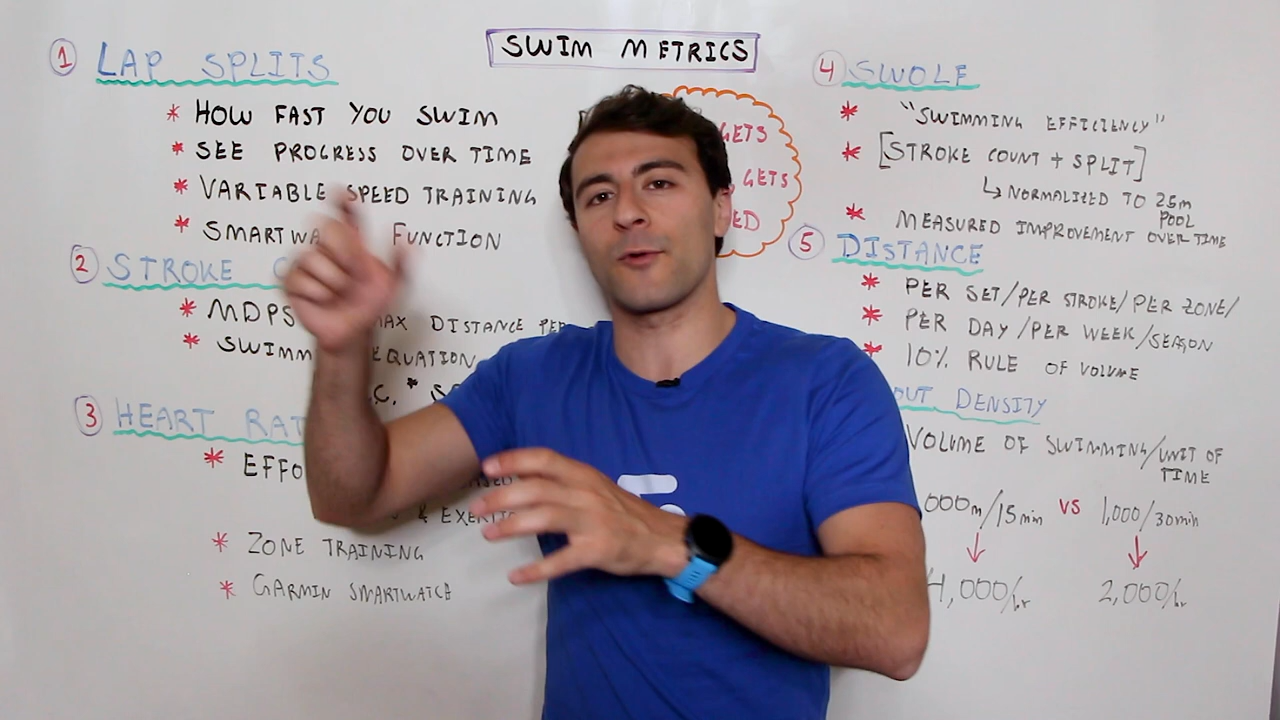 SWIM METRICS
1 LAP SPLITS
* HOW FAST YOU SWIM
* SEE PROGRESS OVER TIME
* VARIABLE SPEED TRAINING
* SMARTWA FUNCTION
2 STROKE
* MDPS MAX DISTANCE PER
* SWIMM EQUATION
3 HEART RAT
* EFFO
& EXERTIO
* ZONE TRAINING
* GARMIN SMARTWATCH
GETS
GETS
ED
4 SWOLF
* "SWIMMING EFFICIENCY"
* [STROKE COUNT + SPLIT]
↳ NORMALIZED TO 25m
POOL
* MEASURED IMPROVEMENT OVER TIME
5 DISTANCE
* PER SET/PER STROKE/PER ZONE/
* PER DAY/PER WEEK/SEASON
* 10% RULE OF VOLUME
OUT DENSITY
VOLUME OF SWIMMING/UNIT OF
TIME
000m/15min VS 1,000/30min
4,000/hr 2,000/hr